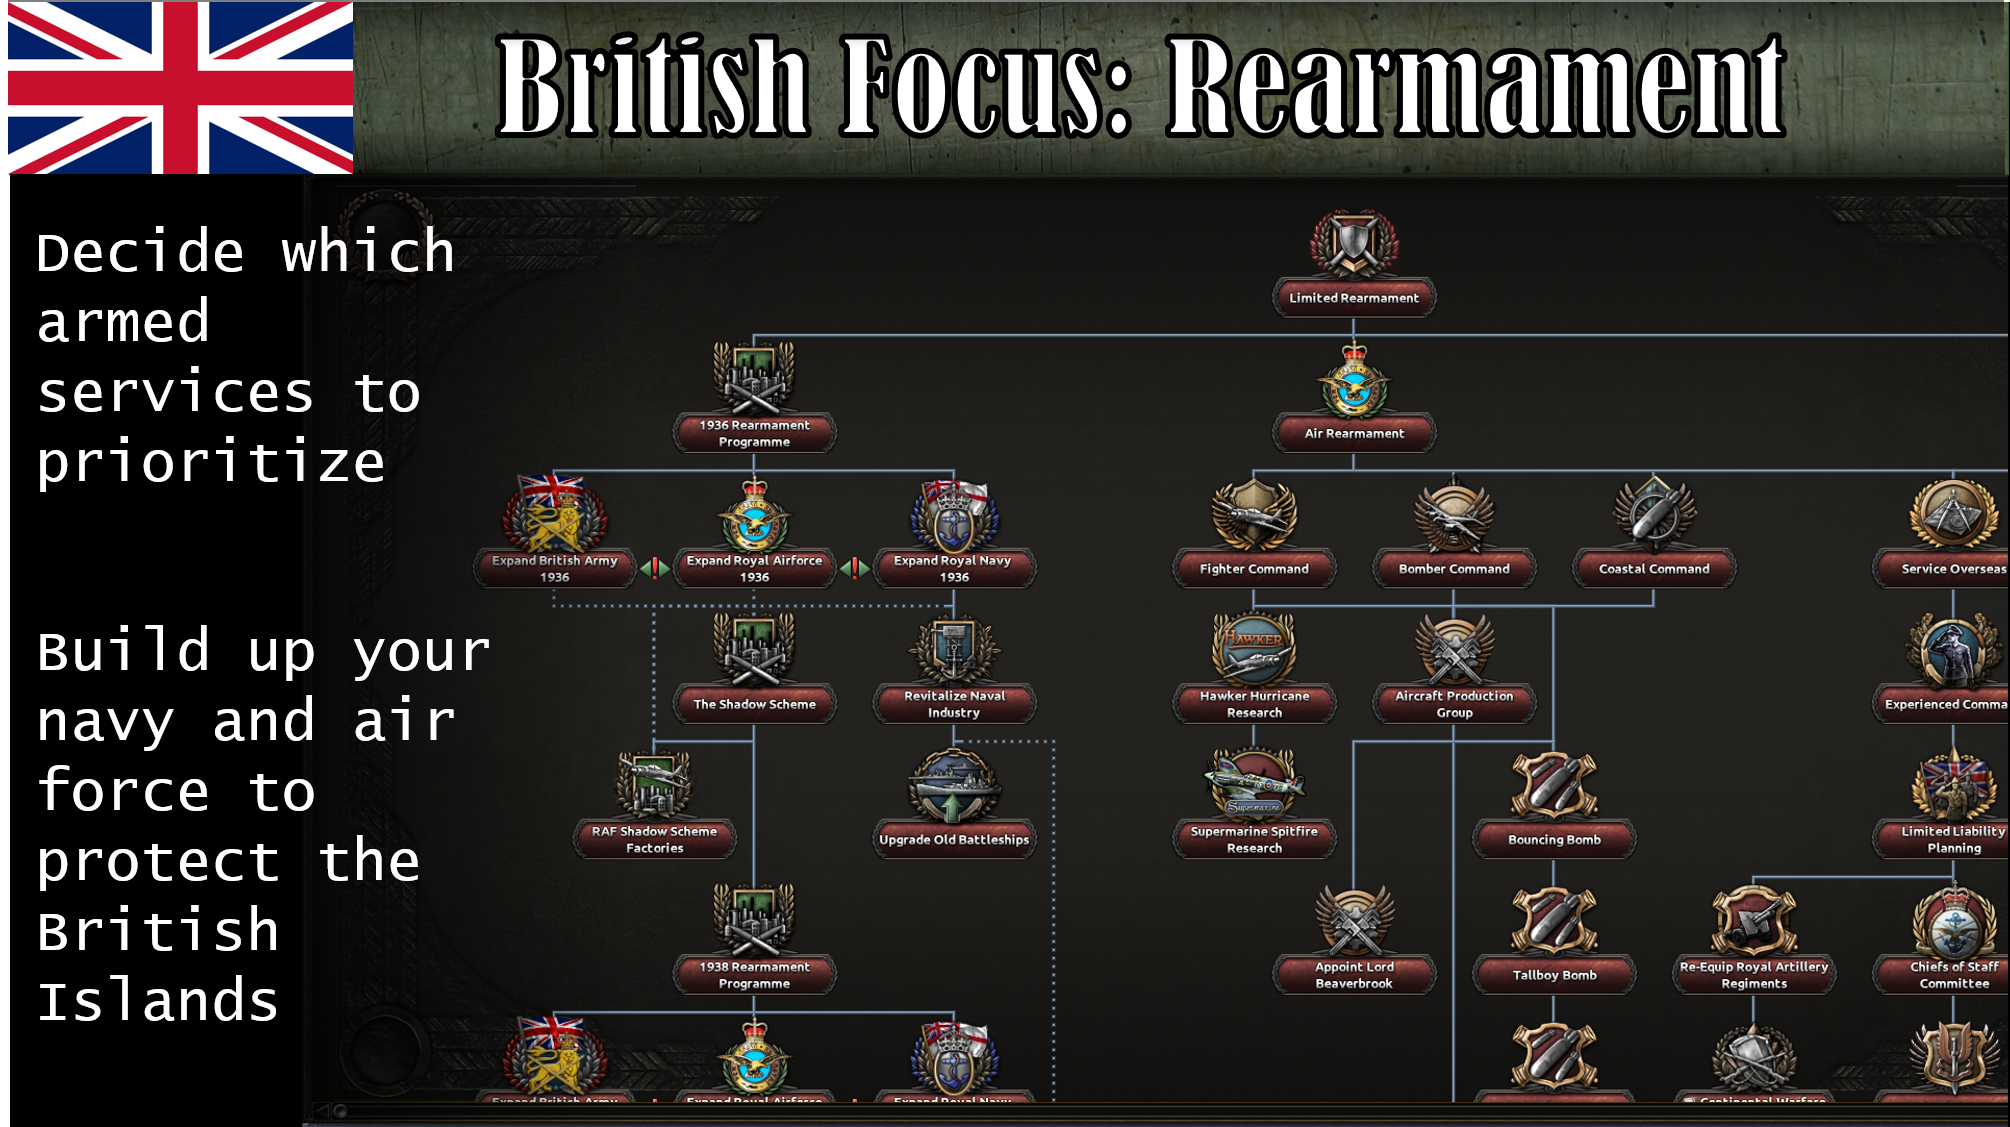 British Focus: Rearmament
Decide which
armed
services to
prioritize
Build up your
navy and air
force to
protect the
British
Islands
Limited Rearmament
1936 Rearmament
Programme
Air Rearmament
Expand British Army
1936
Expand Royal Airforce
1936
Expand Royal Navy
1936
Fighter Command
Bomber Command
Coastal Command
Service Overseas
The Shadow Scheme
Revitalize Naval
Industry
HAWKER
Hawker Hurricane
Research
Aircraft Production
Group
Experienced Comma
RAF Shadow Scheme
Factories
Upgrade Old Battleships
Supermarine
Supermarine Spitfire
Research
Bouncing Bomb
Limited Liability
Planning
1938 Rearmament
Programme
Appoint Lord
Beaverbrook
Tallboy Bomb
Re-Equip Royal Artillery
Regiments
Chiefs of Staff
Committee
Expand British Army
Expand Royal Airforce
Expand Royal Navy
Continental Warfare